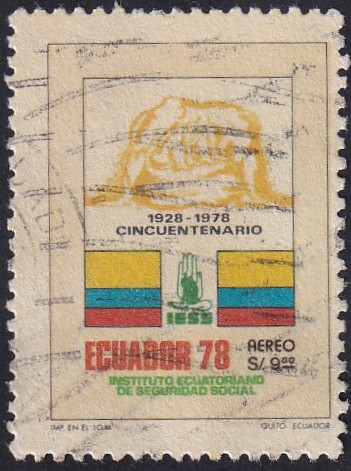 1928-1978
CINCUENTENARIO
IESS
ECUADOR 78
AEREO
S/ 9.00
INSTITUTO ECUATORIANO
DE SEGURIDAD SOCIAL
IMP. EN EL I.G.M.
QUITO, ECUADOR